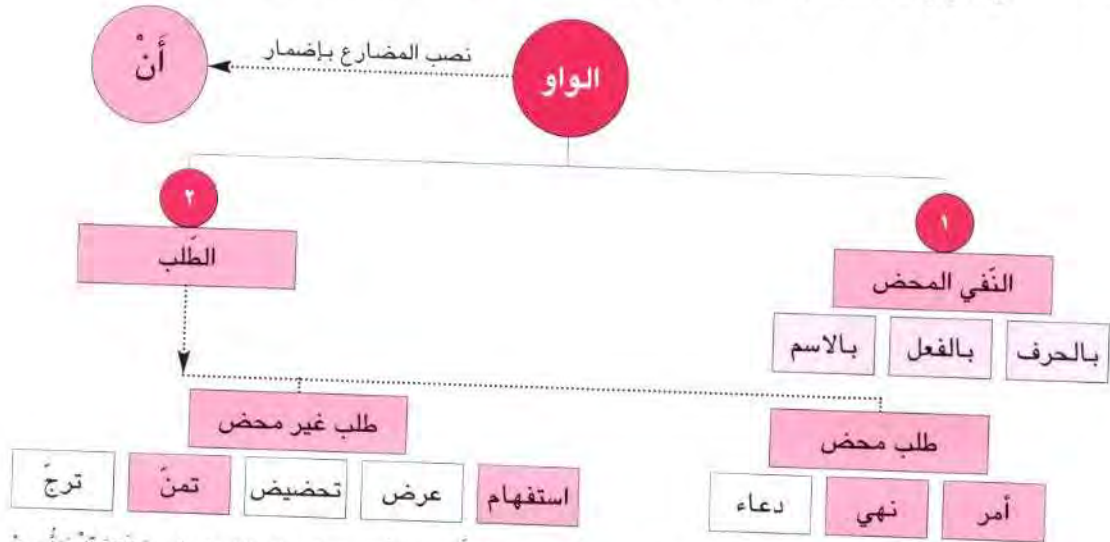 الواو
نصب المضارع بإضمار
أَنْ
١
النَّفي المحض
بالحرف
بالفعل
بالاسم
٢
الطَّلب
طلب محض
أمر
نهي
دعاء
طلب غير محض
استفهام
عرض
تحضيض
تمنّ
ترجّ